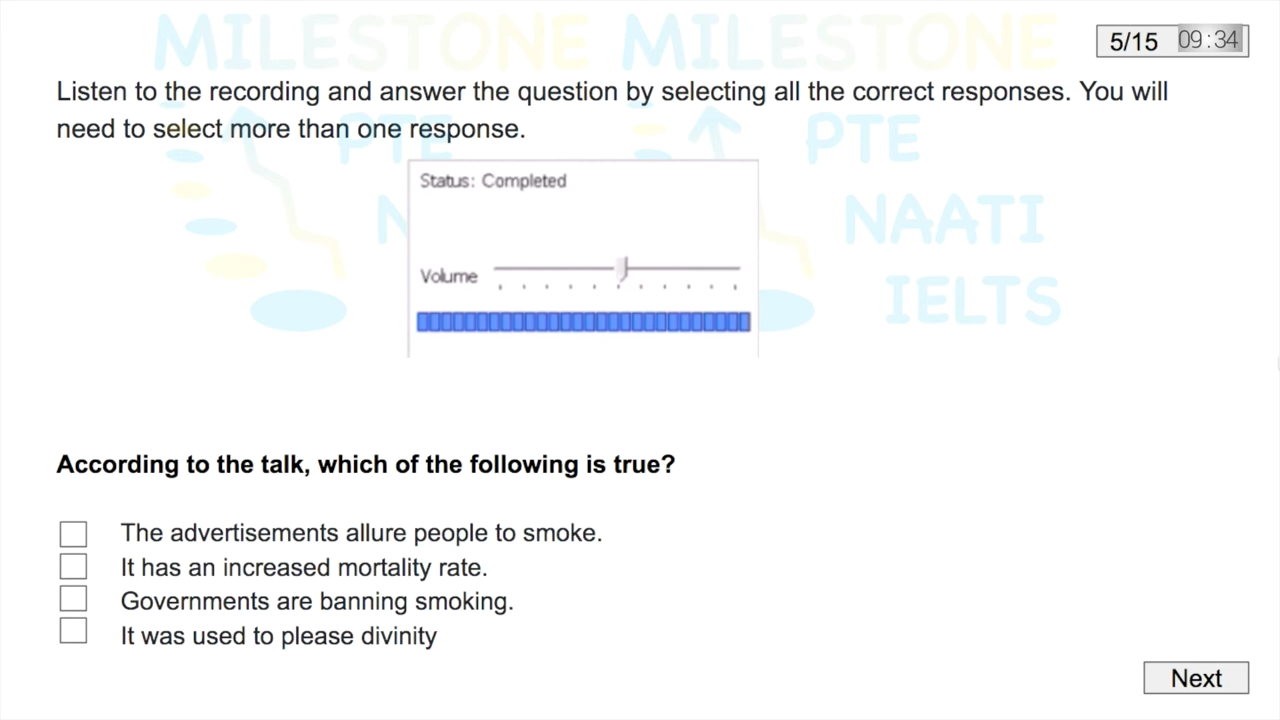 MILESTONE MILESTONE
5/15 09:34
Listen to the recording and answer the question by selecting all the correct responses. You will
need to select more than one response.
PTE PTE
Status: Completed
N NAATI
Volume
IELTS
According to the talk, which of the following is true?
The advertisements allure people to smoke.
It has an increased mortality rate.
Governments are banning smoking.
It was used to please divinity
Next